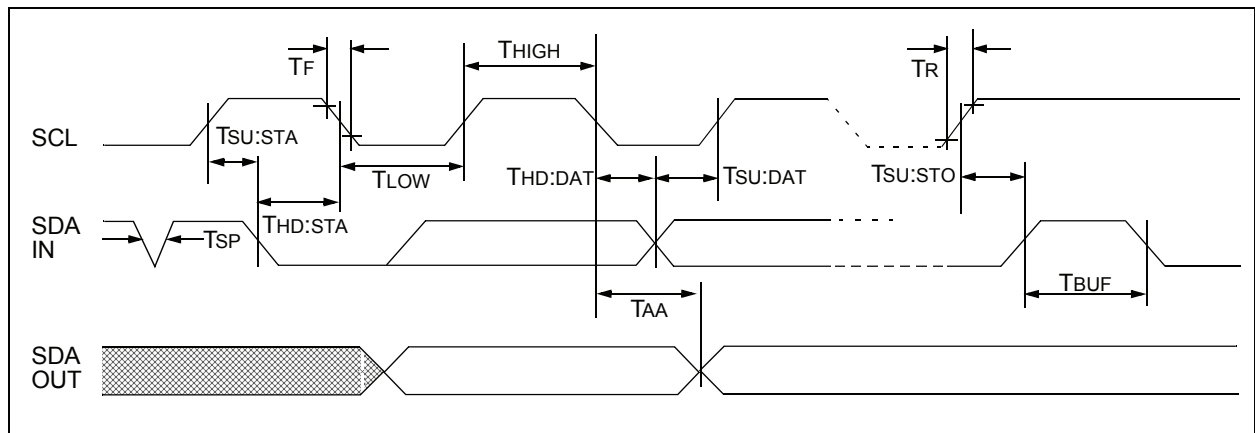 THIGH
TF
TR
SCL
TSU:STA
TLOW
THD:DAT
TSU:DAT
TSU:STO
SDA
IN
TSP
THD:STA
TBUF
TAA
SDA
OUT